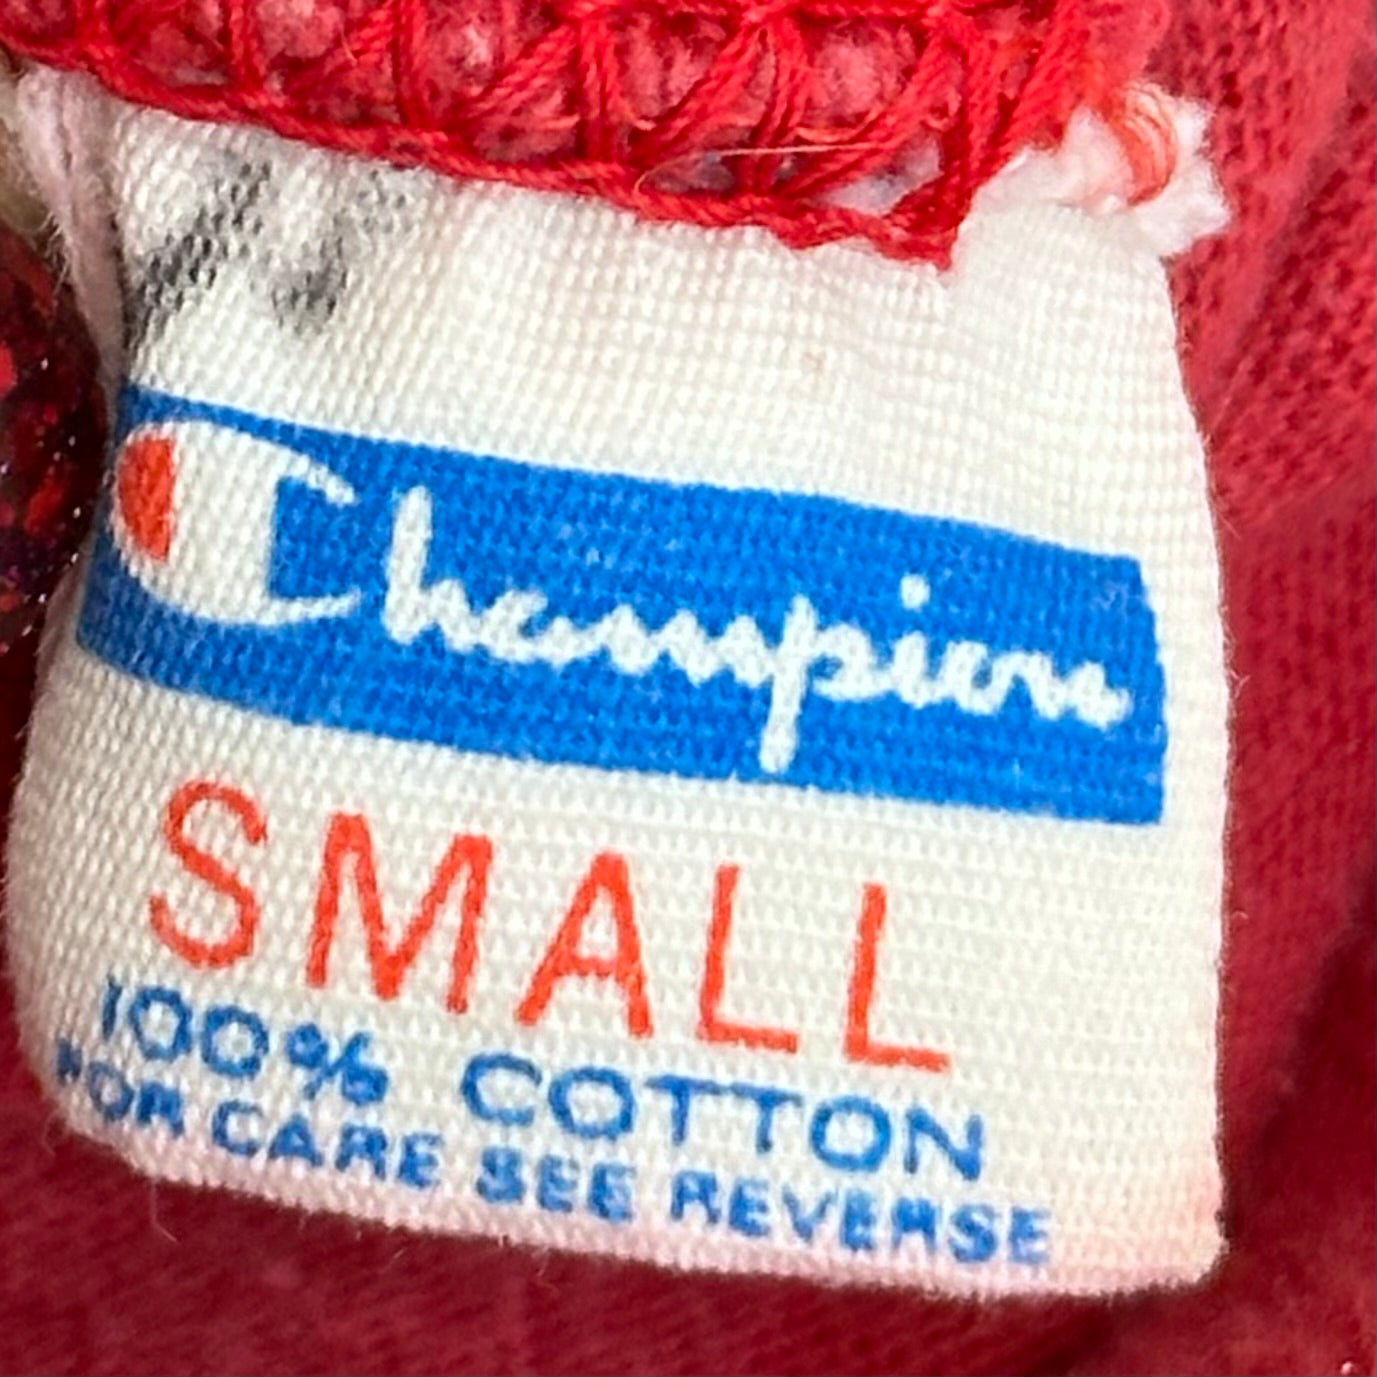 Champion
SMALL
100% COTTON
FOR CARE SEE REVERSE